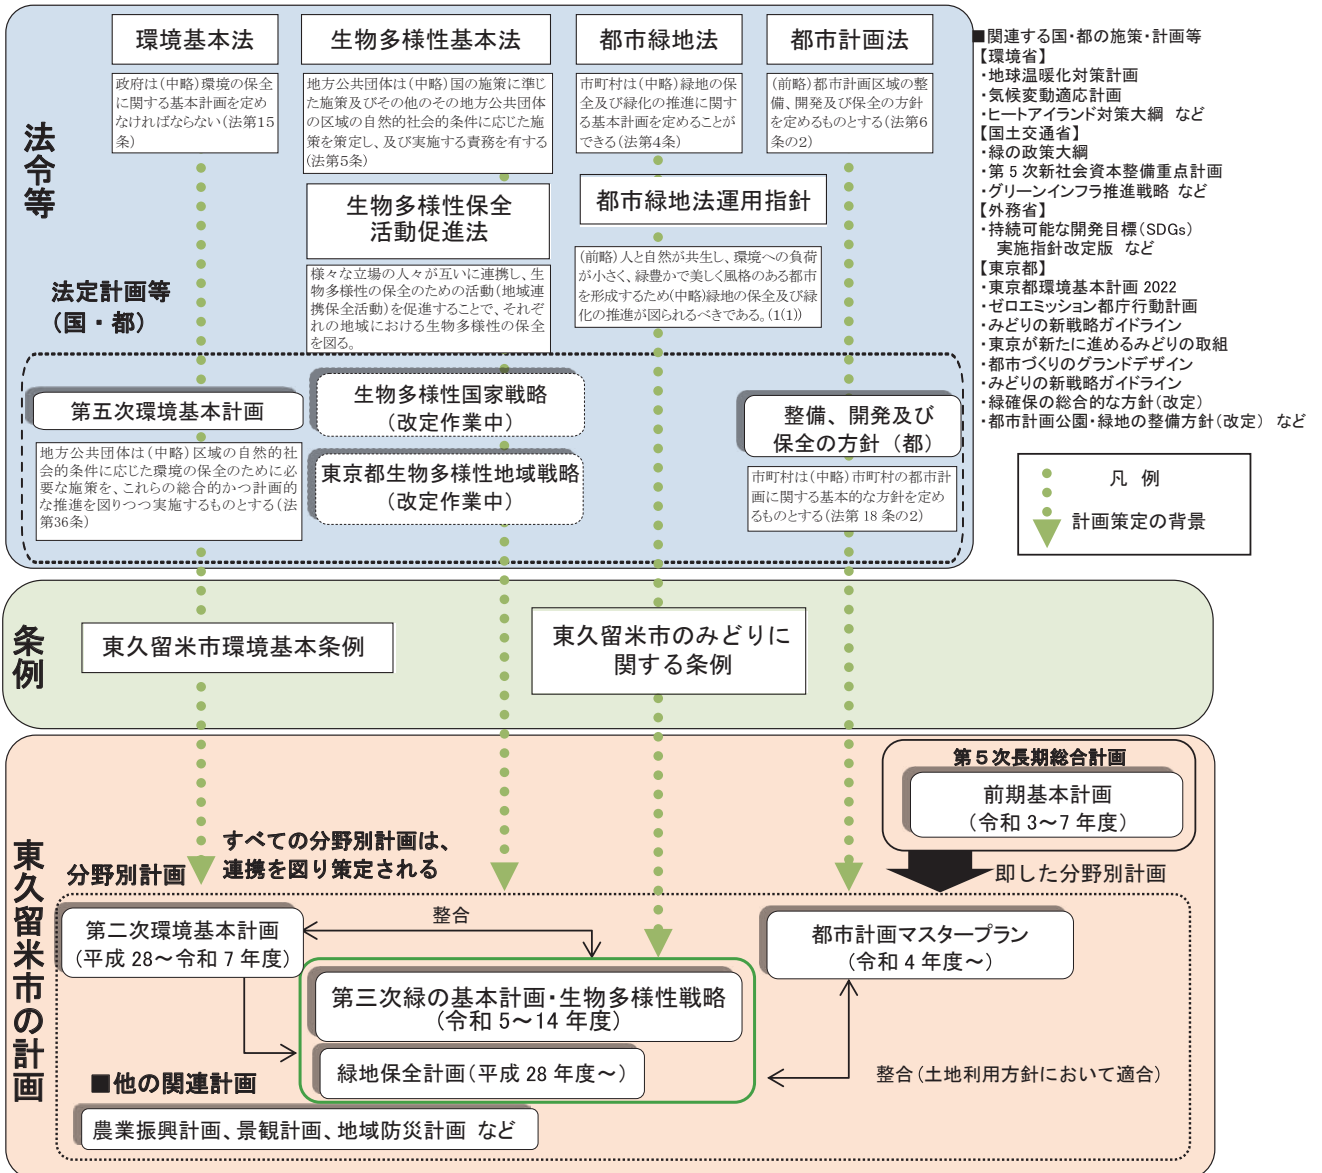 法令等
環境基本法
政府は(中略)環境の保全
に関する基本計画を定め
なければならない(法第15
条)
生物多様性基本法
地方公共団体は(中略)国の施策に準じ
た施策及びその他のその地方公共団体
の区域の自然的社会的条件に応じた施
策を策定し、及び実施する責務を有する
(法第5条)
都市緑地法
市町村は(中略)緑地の保
全及び緑化の推進に関す
る基本計画を定めることが
できる(法第4条)
都市計画法
(前略)都市計画区域の整
備、開発及び保全の方針
を定めるものとする(法第6
条の2)
生物多様性保全
活動促進法
様々な立場の人々が互いに連携し、生
物多様性の保全のための活動(地域連
携保全活動)を促進することで、それぞ
れの地域における生物多様性の保全
を図る。
都市緑地法運用指針
(前略)人と自然が共生し、環境への負荷
が小さく、緑豊かで美しく風格のある都市
を形成するため(中略)緑地の保全及び緑
化の推進が図られるべきである。(1(1))
法定計画等
(国・都)
第五次環境基本計画
地方公共団体は(中略)区域の自然的社
会的条件に応じた環境の保全のために必
要な施策を、これらの総合的かつ計画的
な推進を図りつつ実施するものとする(法
第36条)
生物多様性国家戦略
(改定作業中)
東京都生物多様性地域戦略
(改定作業中)
整備、開発及び
保全の方針(都)
市町村は(中略)市町村の都市計
画に関する基本的な方針を定め
るものとする(法第18条の2)
■関連する国・都の施策・計画等
【環境省】
・地球温暖化対策計画
・気候変動適応計画
・ヒートアイランド対策大綱 など
【国土交通省】
・緑の政策大綱
・第5次新社会資本整備重点計画
・グリーンインフラ推進戦略 など
【外務省】
・持続可能な開発目標(SDGs)
実施指針改定版 など
【東京都】
・東京都環境基本計画 2022
・ゼロエミッション都庁行動計画
・みどりの新戦略ガイドライン
・東京が新たに進めるみどりの取組
・都市づくりのグランドデザイン
・みどりの新戦略ガイドライン
・緑確保の総合的な方針(改定)
・都市計画公園・緑地の整備方針(改定) など
凡 例
計画策定の背景
条例
東久留米市環境基本条例
東久留米市のみどりに
関する条例
東久留米市の計画
第5次長期総合計画
前期基本計画
(令和3~7年度)
即した分野別計画
すべての分野別計画は、
連携を図り策定される
分野別計画
第二次環境基本計画
(平成28~令和7年度)
整合
都市計画マスタープラン
(令和4年度~)
第三次緑の基本計画・生物多様性戦略
(令和5~14年度)
緑地保全計画(平成28年度~)
整合(土地利用方針において適合)
■他の関連計画
農業振興計画、景観計画、地域防災計画 など